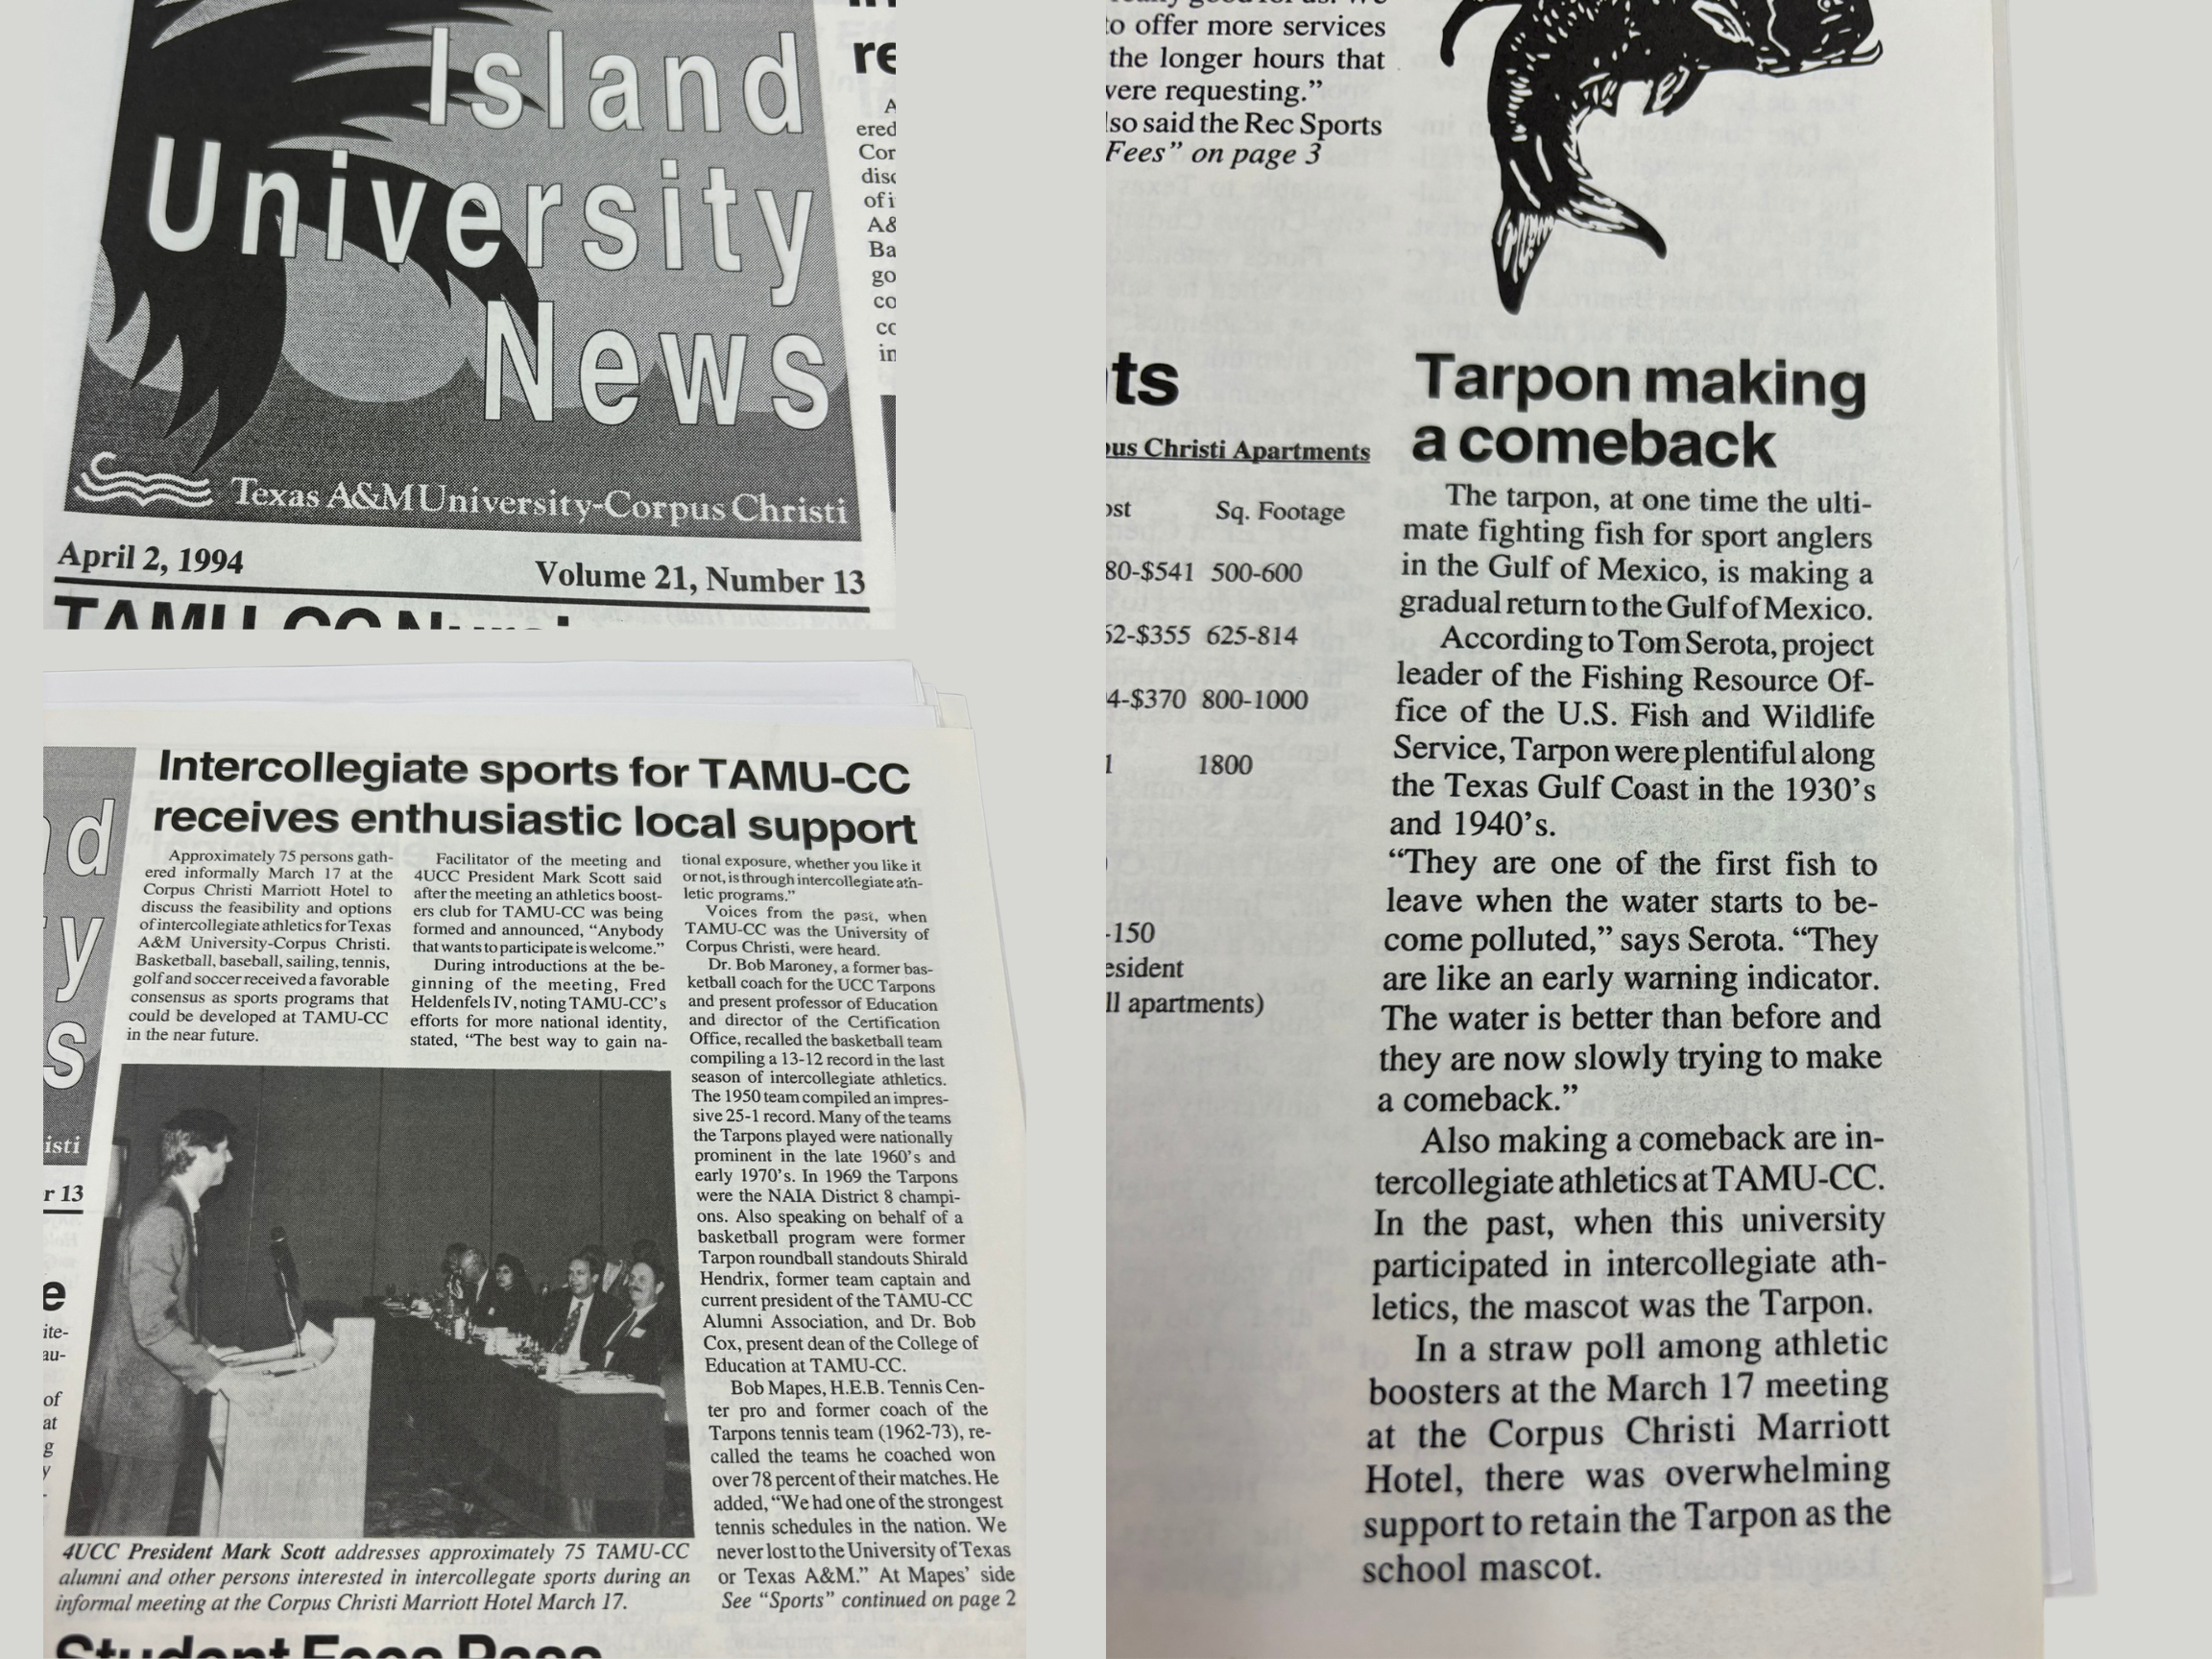 Island
University
News
Texas A&M University-Corpus Christi
April 2, 1994
Volume 21, Number 13
re
A
ered
Cor
disc
of i
A&
Ba
go
co
co
in
Intercollegiate sports for TAMU-CC
receives enthusiastic local support
Approximately 75 persons gath-
ered informally March 17 at the
Corpus Christi Marriott Hotel to
discuss the feasibility and options
of intercollegiate athletics for Texas
A&M University-Corpus Christi.
Basketball, baseball, sailing, tennis,
golf and soccer received a favorable
consensus as sports programs that
could be developed at TAMU-CC
in the near future.
Facilitator of the meeting and
4UCC President Mark Scott said
after the meeting an athletics boost-
ers club for TAMU-CC was being
formed and announced, “Anybody
that wants to participate is welcome.”
During introductions at the be-
ginning of the meeting, Fred
Heldenfels IV, noting TAMU-CC’s
efforts for more national identity,
stated, “The best way to gain na-
tional exposure, whether you like it
or not, is through intercollegiate ath-
letic programs.”
Voices from the past, when
TAMU-CC was the University of
Corpus Christi, were heard.
Dr. Bob Maroney, a former bas-
ketball coach for the UCC Tarpons
and present professor of Education
and director of the Certification
Office, recalled the basketball team
compiling a 13-12 record in the last
season of intercollegiate athletics.
The 1950 team compiled an impres-
sive 25-1 record. Many of the teams
the Tarpons played were nationally
prominent in the late 1960’s and
early 1970’s. In 1969 the Tarpons
were the NAIA District 8 champi-
ons. Also speaking on behalf of a
basketball program were former
Tarpon roundball standouts Shirald
Hendrix, former team captain and
current president of the TAMU-CC
Alumni Association, and Dr. Bob
Cox, present dean of the College of
Education at TAMU-CC.
Bob Mapes, H.E.B. Tennis Cen-
ter pro and former coach of the
Tarpons tennis team (1962-73), re-
called the teams he coached won
over 78 percent of their matches. He
added, “We had one of the strongest
tennis schedules in the nation. We
never lost to the University of Texas
or Texas A&M.” At Mapes’ side
See “Sports” continued on page 2
4UCC President Mark Scott addresses approximately 75 TAMU-CC
alumni and other persons interested in intercollegate sports during an
informal meeting at the Corpus Christi Marriott Hotel March 17.
Student Fees Pass
d
y
s
isti
r 13
e
ite-
au-
of
at
g
y
to offer more services
the longer hours that
were requesting.”
lso said the Rec Sports
Fees” on page 3
ts
us Christi Apartments
ost Sq. Footage
80-$541 500-600
62-$355 625-814
4-$370 800-1000
1 1800
-150
esident
ll apartments)
Tarpon making
a comeback
The tarpon, at one time the ulti-
mate fighting fish for sport anglers
in the Gulf of Mexico, is making a
gradual return to the Gulf of Mexico.
According to Tom Serota, project
leader of the Fishing Resource Of-
fice of the U.S. Fish and Wildlife
Service, Tarpon were plentiful along
the Texas Gulf Coast in the 1930’s
and 1940’s.
“They are one of the first fish to
leave when the water starts to be-
come polluted,” says Serota. “They
are like an early warning indicator.
The water is better than before and
they are now slowly trying to make
a comeback.”
Also making a comeback are in-
tercollegiate athletics at TAMU-CC.
In the past, when this university
participated in intercollegiate ath-
letics, the mascot was the Tarpon.
In a straw poll among athletic
boosters at the March 17 meeting
at the Corpus Christi Marriott
Hotel, there was overwhelming
support to retain the Tarpon as the
school mascot.